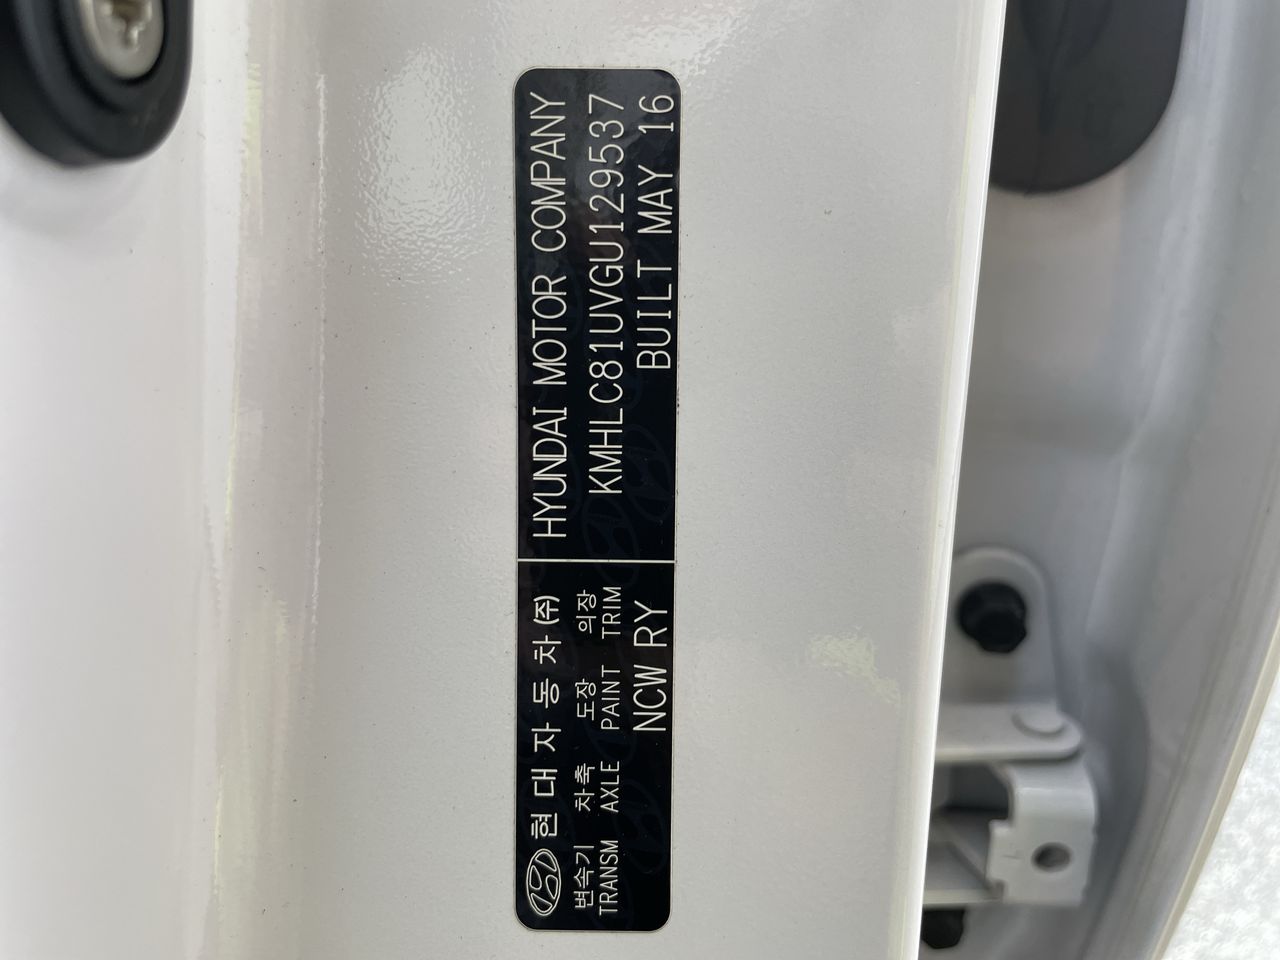 현대자동차(주)
HYUNDAI MOTOR COMPANY
변속기 차축 도장 의장
TRANSM AXLE PAINT TRIM
KMHLC81UVGU129537
NCW RY
BUILT MAY 16